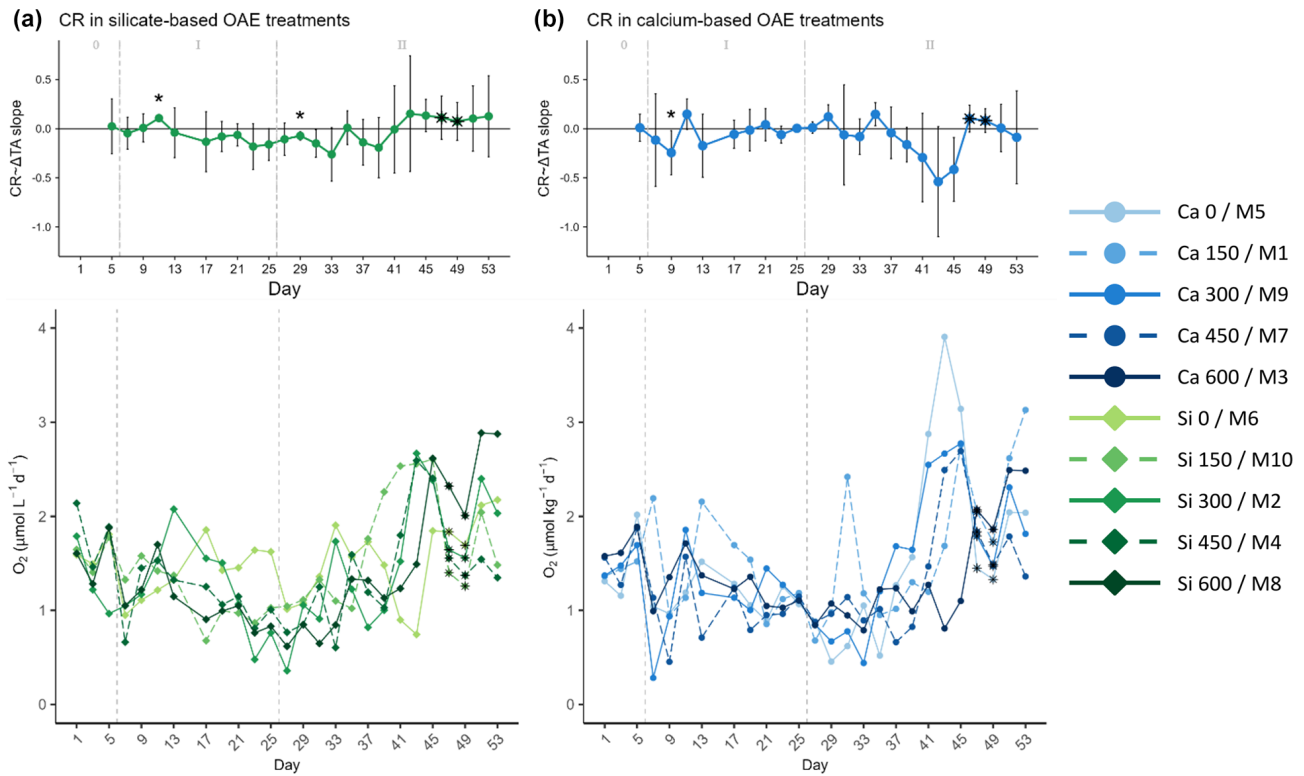 (a) CR in silicate-based OAE treatments
0 I II
0.5
0.0
-0.5
-1.0
CR~ΔTA slope
* *
1 5 9 13 17 21 25 29 33 37 41 45 49 53
Day
4
3
2
1
0
O₂ (μmol L⁻¹ d⁻¹)
1 5 9 13 17 21 25 29 33 37 41 45 49 53
Day
(b) CR in calcium-based OAE treatments
0 I II
0.5
0.0
-0.5
-1.0
CR~ΔTA slope
*
1 5 9 13 17 21 25 29 33 37 41 45 49 53
Day
4
3
2
1
0
O₂ (μmol kg⁻¹ d⁻¹)
1 5 9 13 17 21 25 29 33 37 41 45 49 53
Day
Ca 0 / M5
Ca 150 / M1
Ca 300 / M9
Ca 450 / M7
Ca 600 / M3
Si 0 / M6
Si 150 / M10
Si 300 / M2
Si 450 / M4
Si 600 / M8